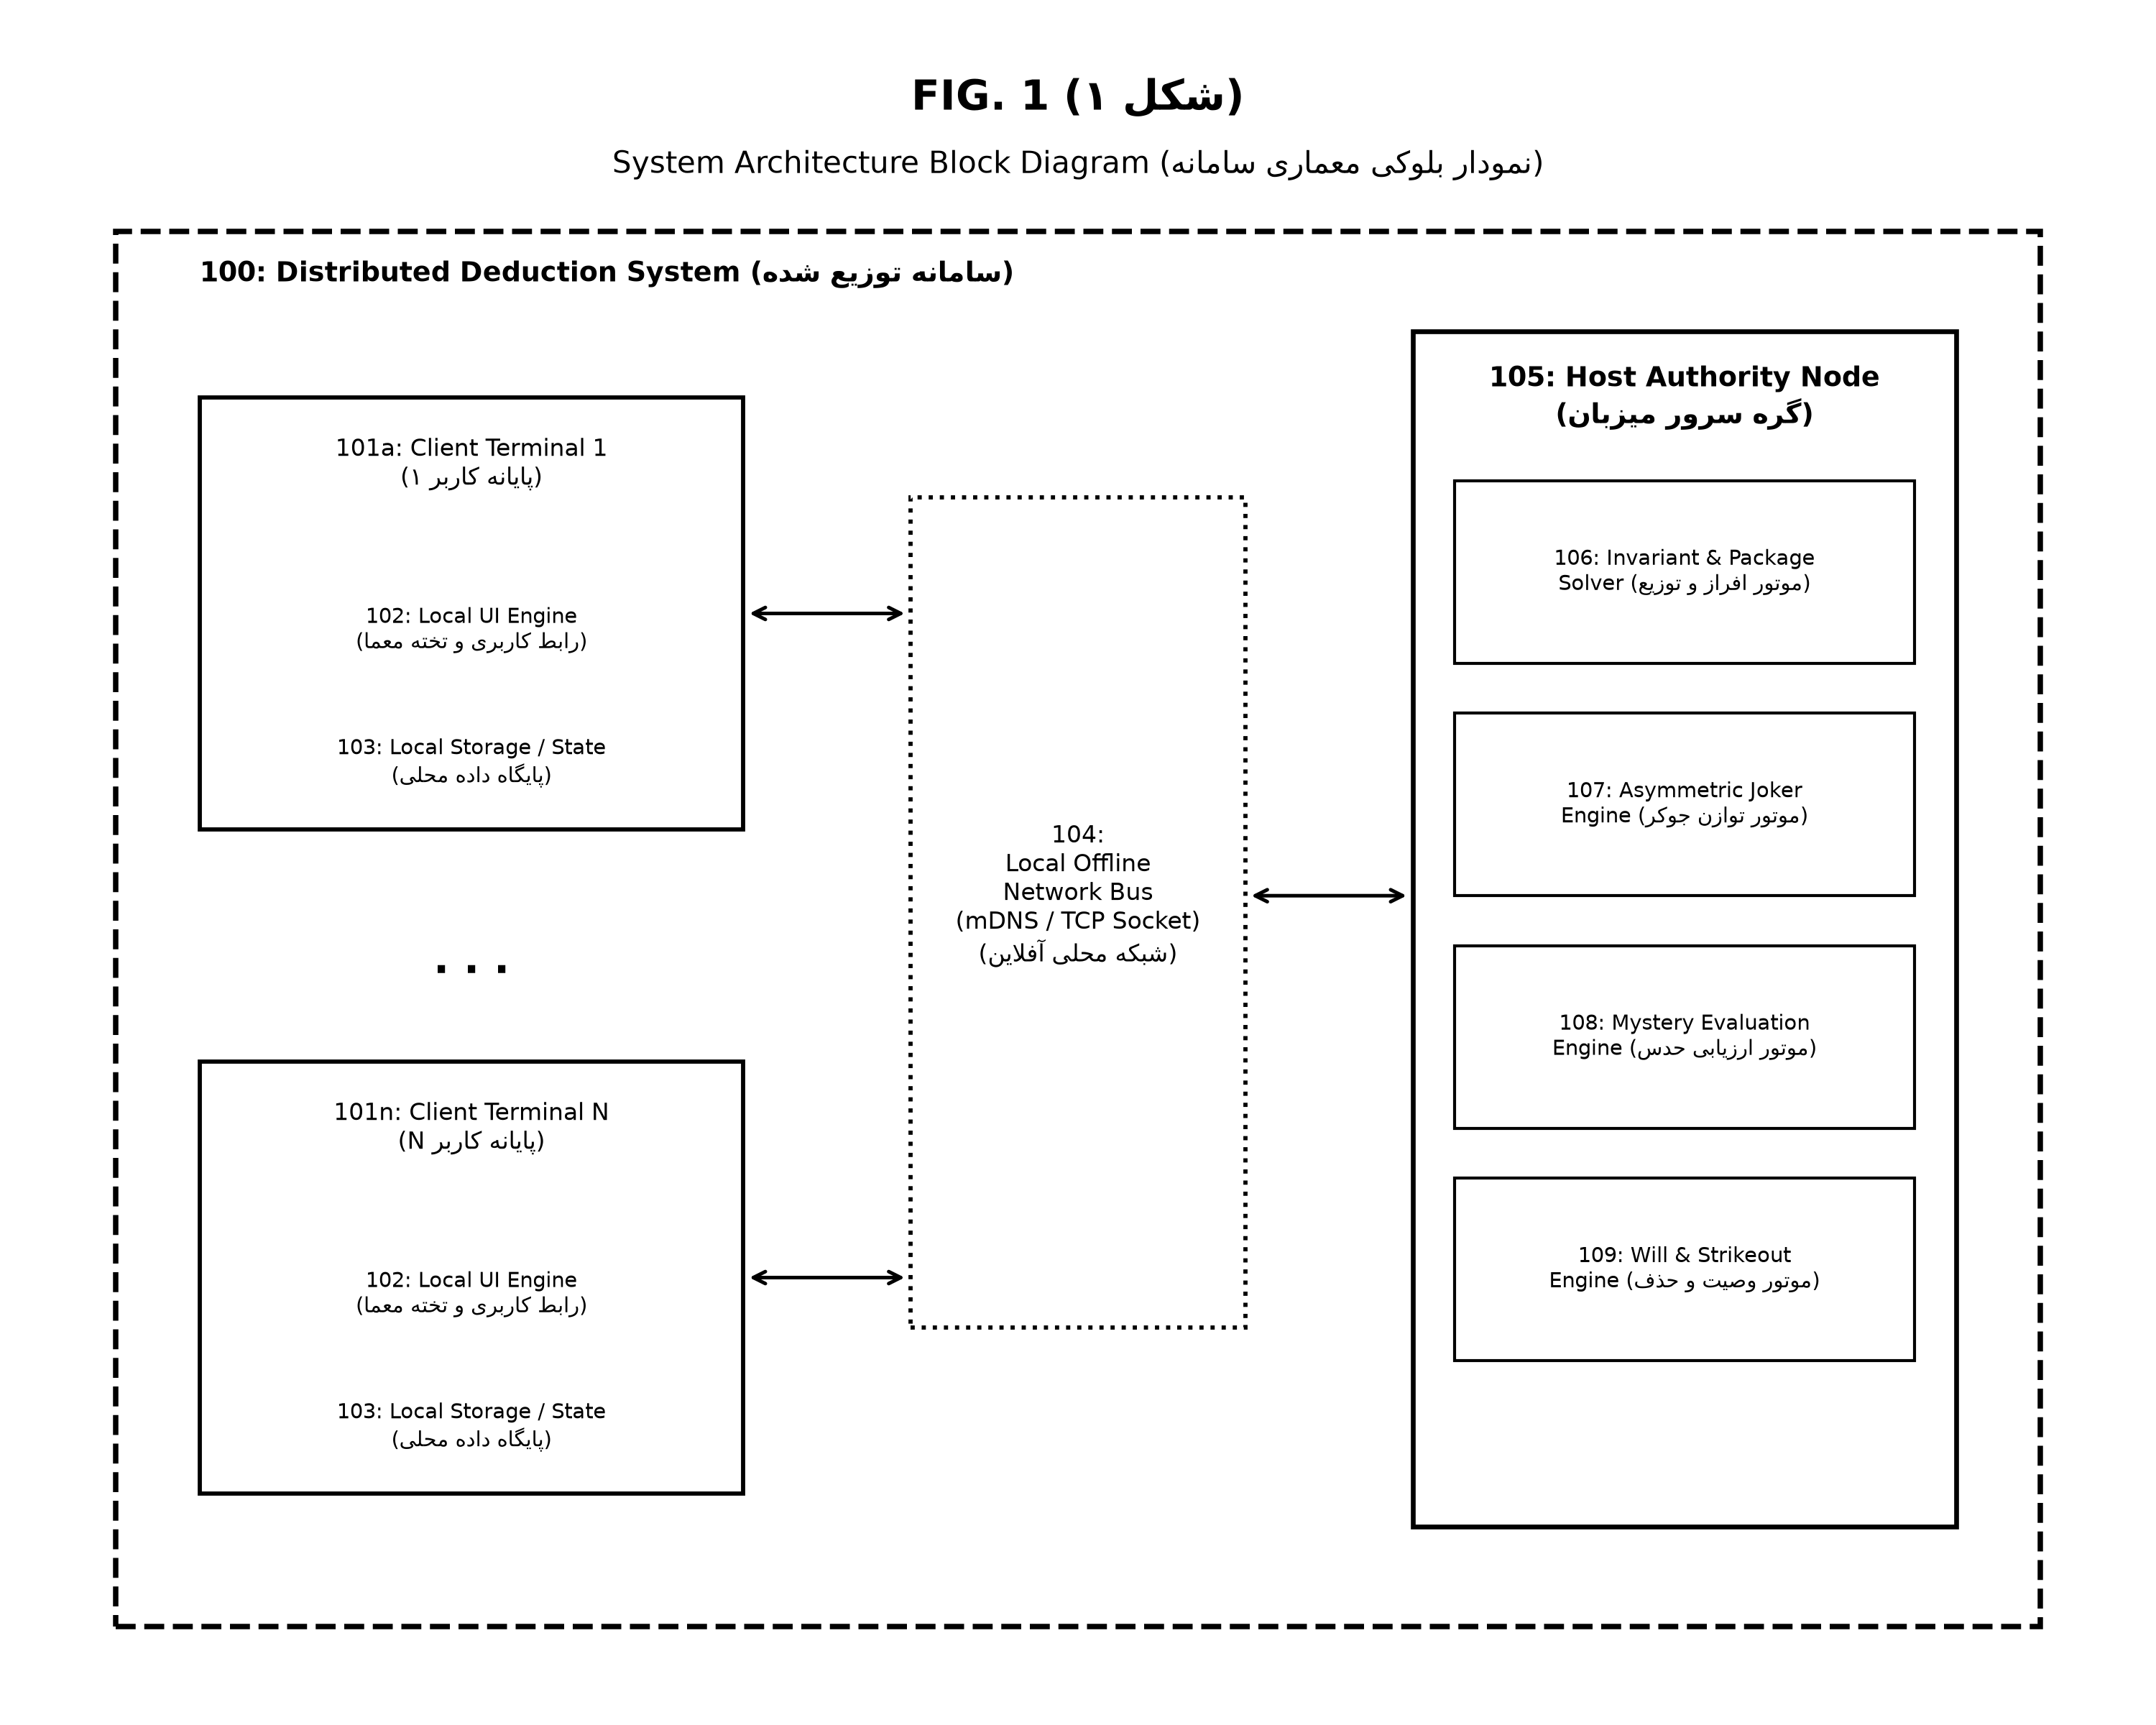 FIG. 1 (شکل ۱)
System Architecture Block Diagram (نمودار بلوکی معماری سامانه)
100: Distributed Deduction System (سامانه توزیع شده)
101a: Client Terminal 1
(پایانه کاربر ۱)
102: Local UI Engine
(رابط کاربری و تخته معما)
103: Local Storage / State
(پایگاه داده محلی)
. . .
101n: Client Terminal N
(پایانه کاربر N)
102: Local UI Engine
(رابط کاربری و تخته معما)
103: Local Storage / State
(پایگاه داده محلی)
104:
Local Offline
Network Bus
(mDNS / TCP Socket)
(شبکه محلی آفلاین)
105: Host Authority Node
(گره سرور میزبان)
106: Invariant & Package
Solver (موتور افراز و توزیع)
107: Asymmetric Joker
Engine (موتور توازن جوکر)
108: Mystery Evaluation
Engine (موتور ارزیابی حدس)
109: Will & Strikeout
Engine (موتور وصیت و حذف)